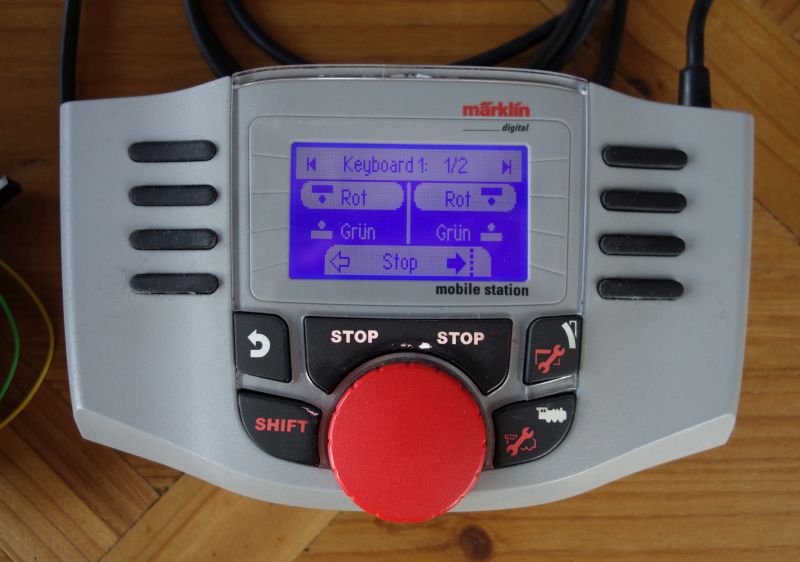 märklin
digital
Keyboard 1: 1/2
Rot Rot
Grün Grün
Stop
mobile station
STOP STOP
SHIFT